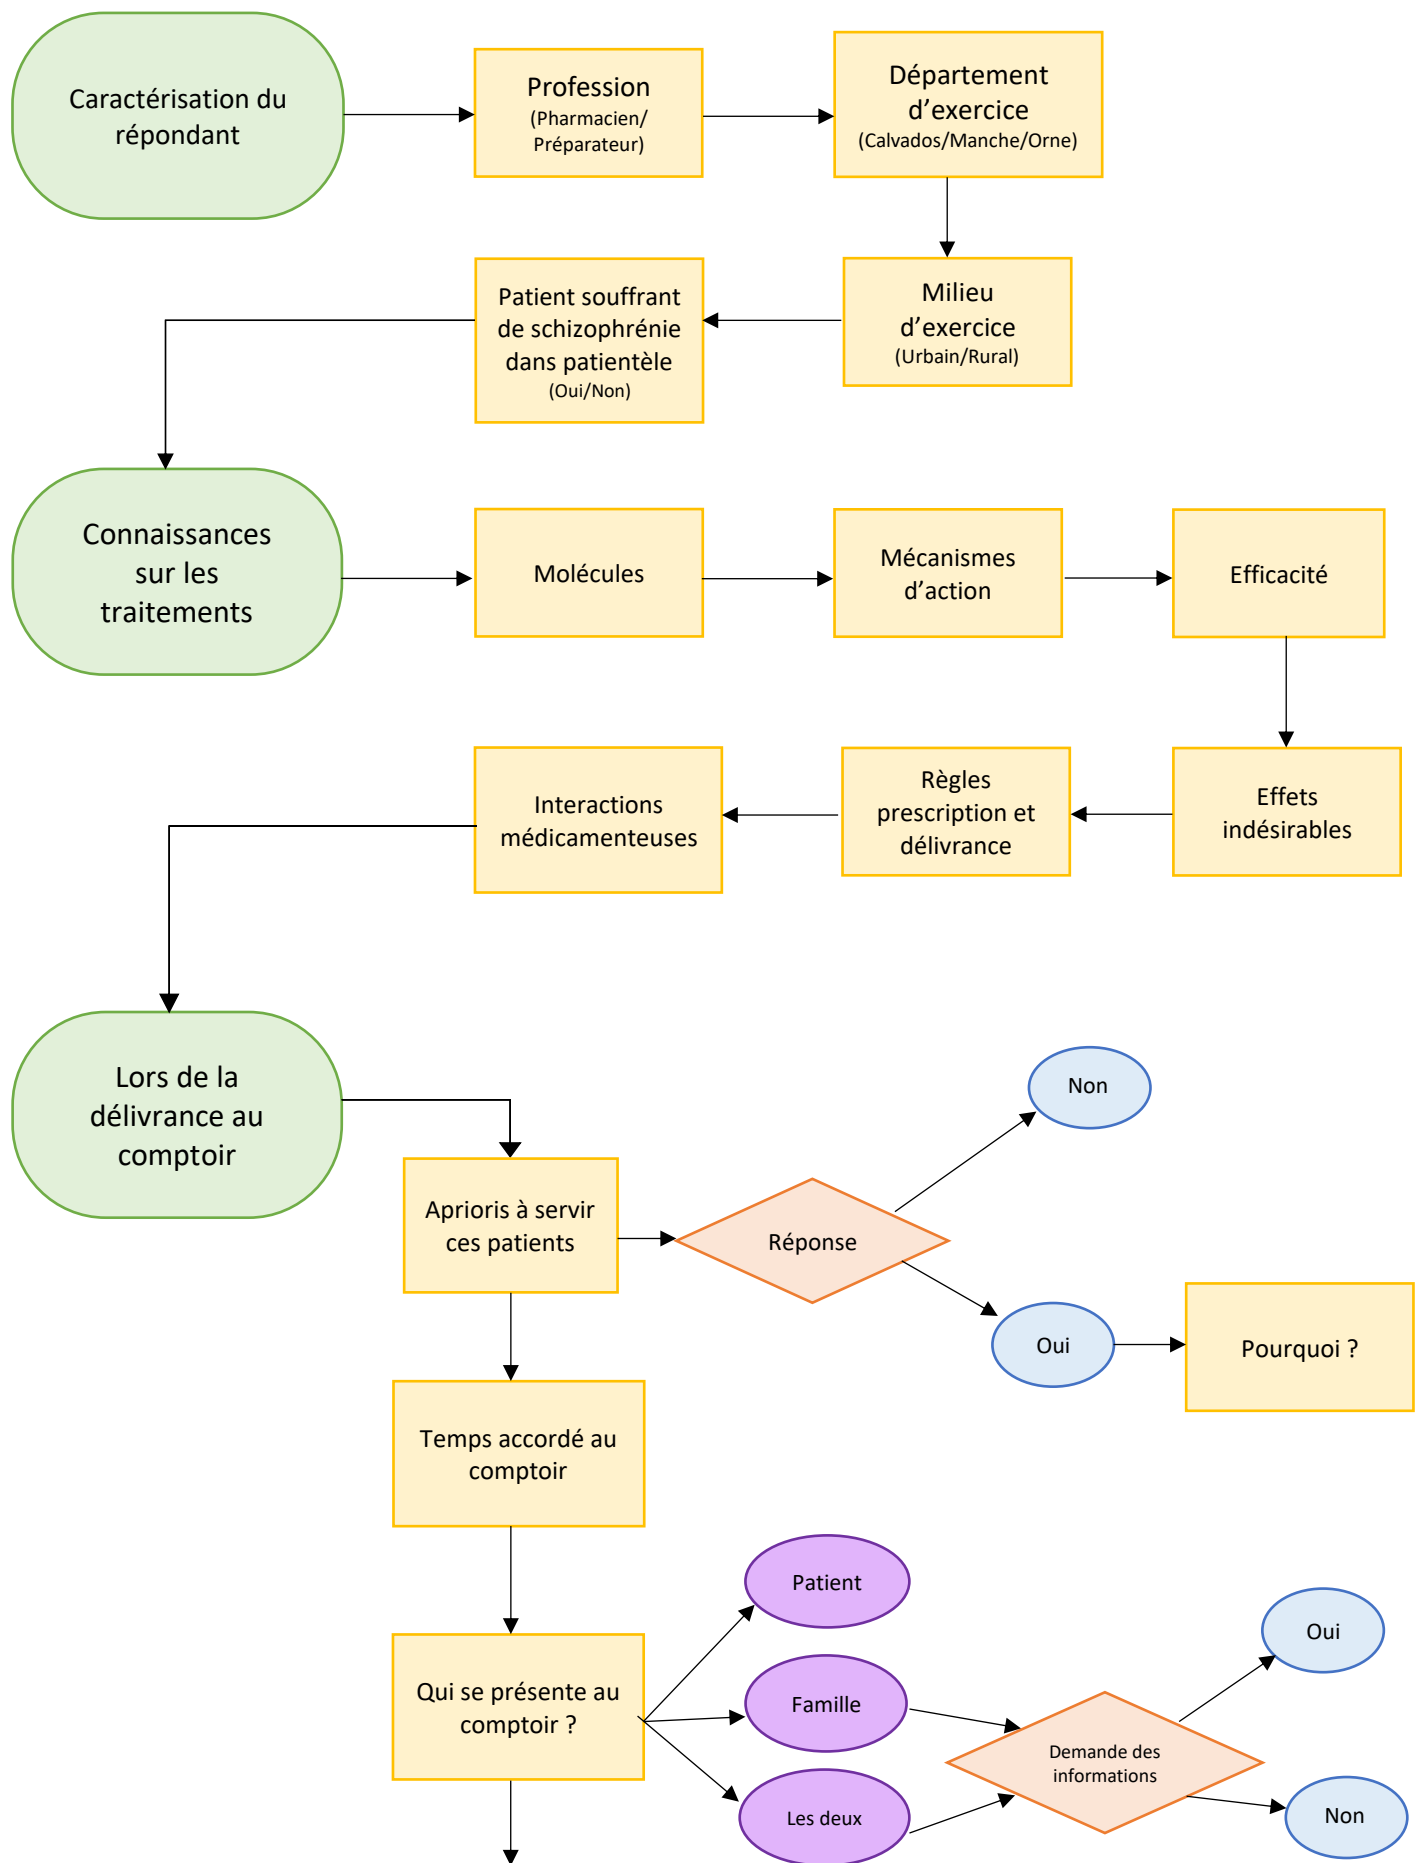 Caractérisation du
répondant
Profession
(Pharmacien/
Préparateur)
Département
d’exercice
(Calvados/Manche/Orne)
Milieu
d’exercice
(Urbain/Rural)
Patient souffrant
de schizophrénie
dans patientèle
(Oui/Non)
Connaissances
sur les
traitements
Molécules
Mécanismes
d’action
Efficacité
Effets
indésirables
Règles
prescription et
délivrance
Interactions
médicamenteuses
Lors de la
délivrance au
comptoir
Aprioris à servir
ces patients
Réponse
Non
Oui
Pourquoi ?
Temps accordé au
comptoir
Qui se présente au
comptoir ?
Patient
Famille
Les deux
Demande des
informations
Oui
Non